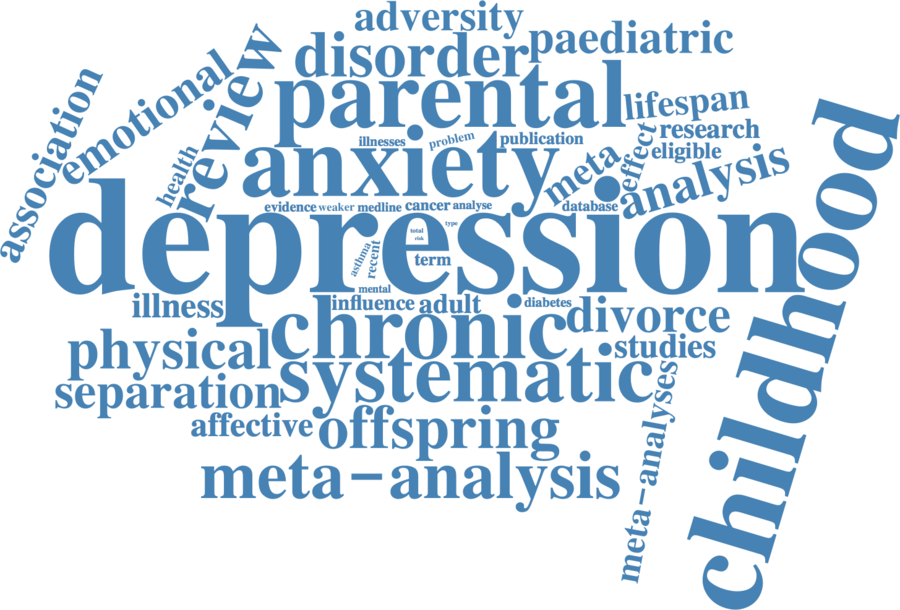 adversity
disorder
paediatric
parental
emotional
review
association
lifespan
research
illnesses
problem
publication
anxiety
meta
effect
eligible
health
analysis
evidence
weaker
medline
cancer
analyse
database
depression
type
total
risk
asthma
recent
term
mental
childhood
illness
influence
adult
diabetes
divorce
chronic
physical
studies
systematic
separation
affective
offspring
meta-analyses
meta-analysis